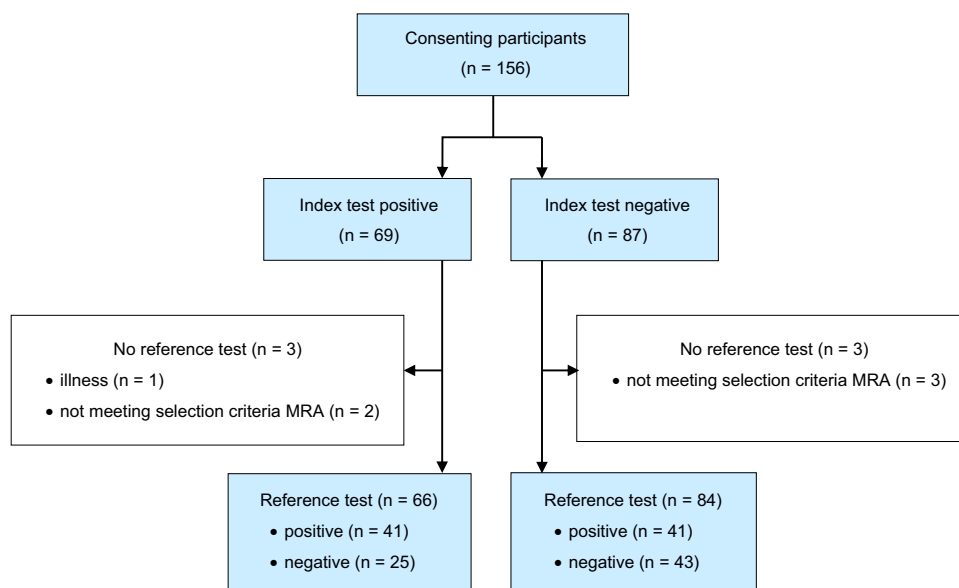 Consenting participants
(n = 156)
Index test positive
(n = 69)
Index test negative
(n = 87)
No reference test (n = 3)
• illness (n = 1)
• not meeting selection criteria MRA (n = 2)
No reference test (n = 3)
• not meeting selection criteria MRA (n = 3)
Reference test (n = 66)
• positive (n = 41)
• negative (n = 25)
Reference test (n = 84)
• positive (n = 41)
• negative (n = 43)